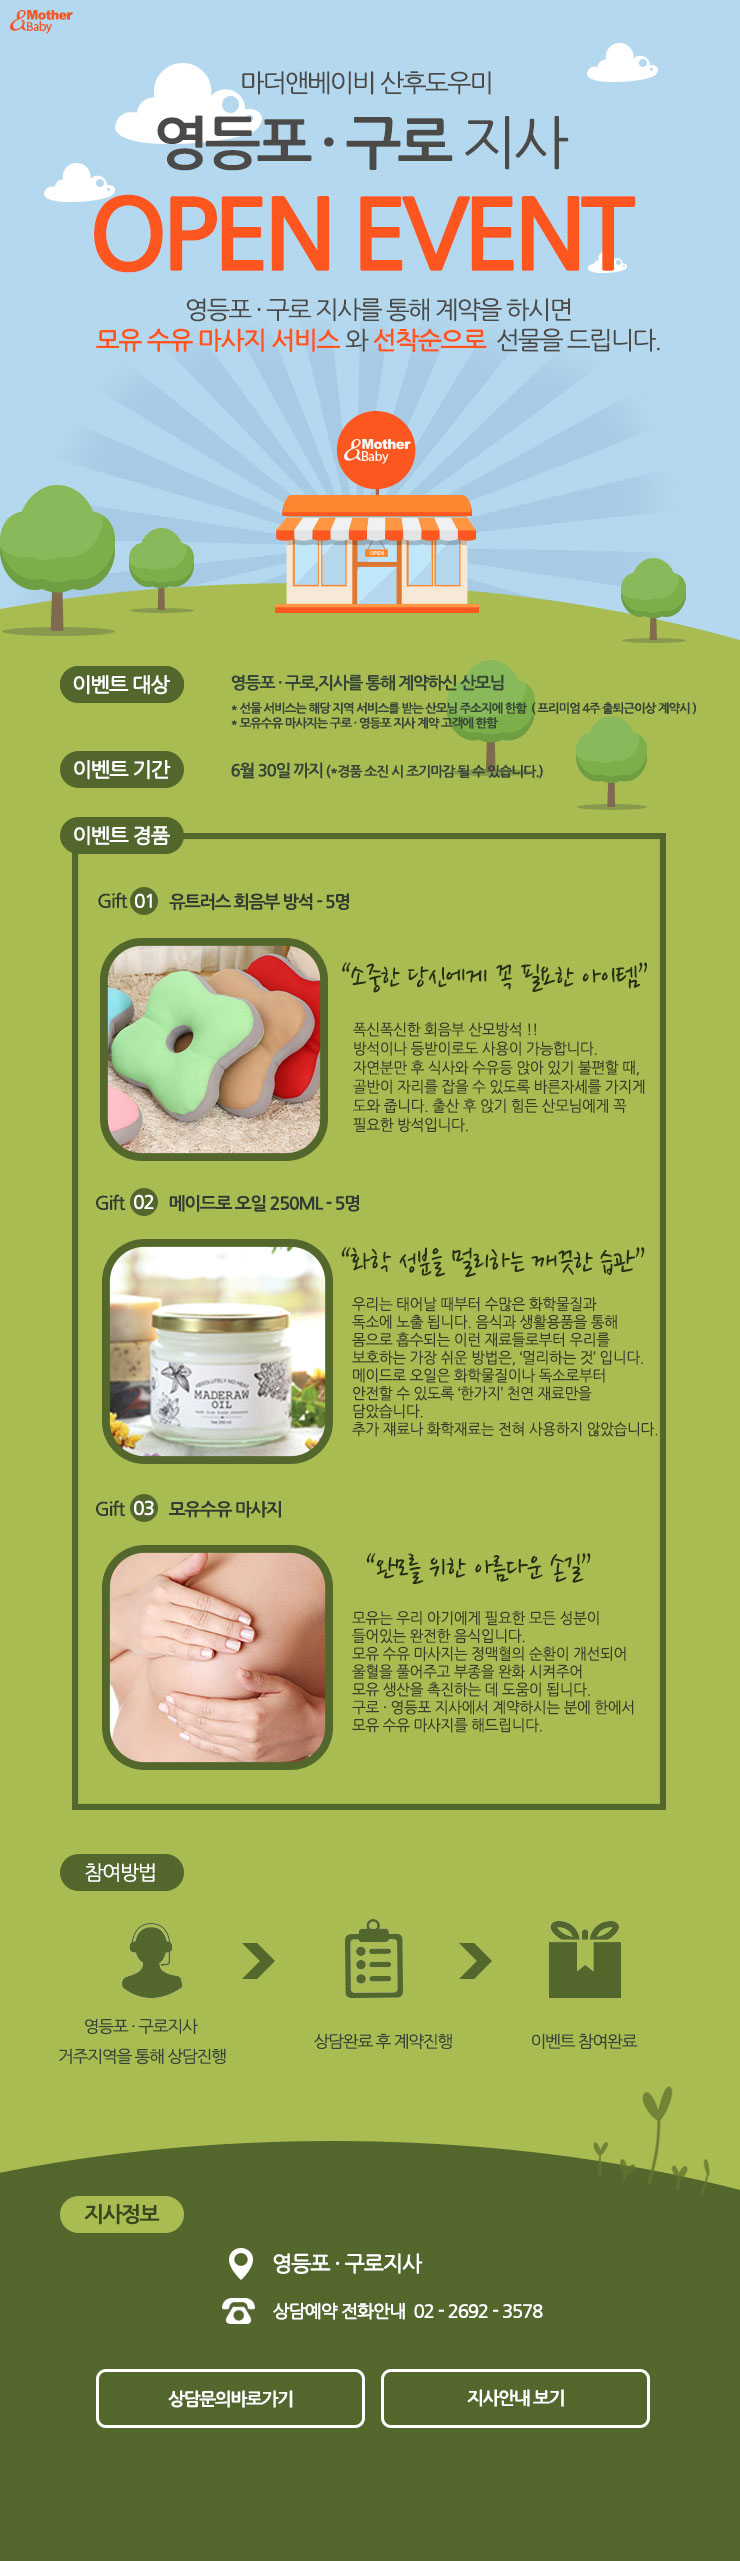 &Mother
Baby
마더앤베이비 산후도우미
영등포 · 구로 지사
OPEN EVENT
영등포 · 구로 지사를 통해 계약을 하시면
모유 수유 마사지 서비스 와 선착순으로 선물을 드립니다.
&Mother
Baby
OPEN
이벤트 대상
영등포 · 구로,지사를 통해 계약하신 산모님
* 선물 서비스는 해당 지역 서비스를 받는 산모님 주소지에 한함 ( 프리미엄 4주 출퇴근이상 계약시 )
* 모유수유 마사지는 구로 · 영등포 지사 계약 고객에 한함
이벤트 기간
6월 30일 까지 (*경품 소진 시 조기마감 될 수 있습니다.)
이벤트 경품
Gift 01 유트러스 회음부 방석 - 5명
“소중한 당신에게 꼭 필요한 아이템”
폭신폭신한 회음부 산모방석 !!
방석이나 등받이로도 사용이 가능합니다.
자연분만 후 식사와 수유등 앉아 있기 불편할 때,
골반이 자리를 잡을 수 있도록 바른자세를 가지게
도와 줍니다. 출산 후 앉기 힘든 산모님에게 꼭
필요한 방석입니다.
Gift 02 메이드로 오일 250ML - 5명
“화학 성분을 멀리하는 깨끗한 습관”
우리는 태어날 때부터 수많은 화학물질과
독소에 노출 됩니다. 음식과 생활용품을 통해
몸으로 흡수되는 이런 재료들로부터 우리를
보호하는 가장 쉬운 방법은, ‘멀리하는 것’ 입니다.
메이드로 오일은 화학물질이나 독소로부터
안전할 수 있도록 ‘한가지’ 천연 재료만을
담았습니다.
추가 재료나 화학재료는 전혀 사용하지 않았습니다.
ABSOLUTELY NO HEAT
MADERAW
OIL
Gift 03 모유수유 마사지
“완모를 위한 아름다운 손길”
모유는 우리 아기에게 필요한 모든 성분이
들어있는 완전한 음식입니다.
모유 수유 마사지는 정맥혈의 순환이 개선되어
울혈을 풀어주고 부종을 완화 시켜주어
모유 생산을 촉진하는 데 도움이 됩니다.
구로 · 영등포 지사에서 계약하시는 분에 한에서
모유 수유 마사지를 해드립니다.
참여방법
영등포 · 구로지사
거주지역을 통해 상담진행
상담완료 후 계약진행
이벤트 참여완료
지사정보
영등포 · 구로지사
상담예약 전화안내 02 - 2692 - 3578
상담문의바로가기
지사안내 보기